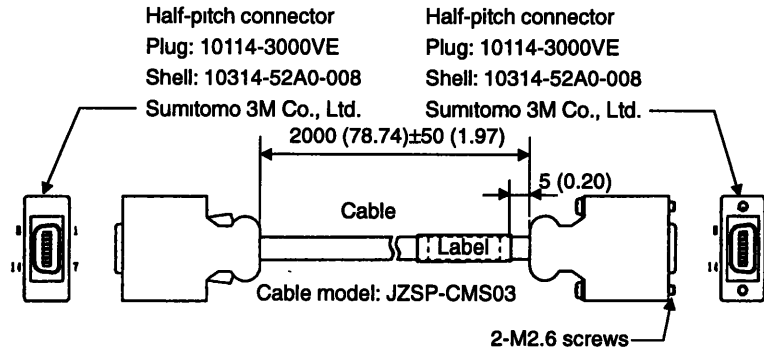 Half-pitch connector
Plug: 10114-3000VE
Shell: 10314-52A0-008
Sumitomo 3M Co., Ltd.
Half-pitch connector
Plug: 10114-3000VE
Shell: 10314-52A0-008
Sumitomo 3M Co., Ltd.
2000 (78.74)±50 (1.97)
5 (0.20)
Cable
8 1
14 7
Label
8
14
Cable model: JZSP-CMS03
2-M2.6 screws